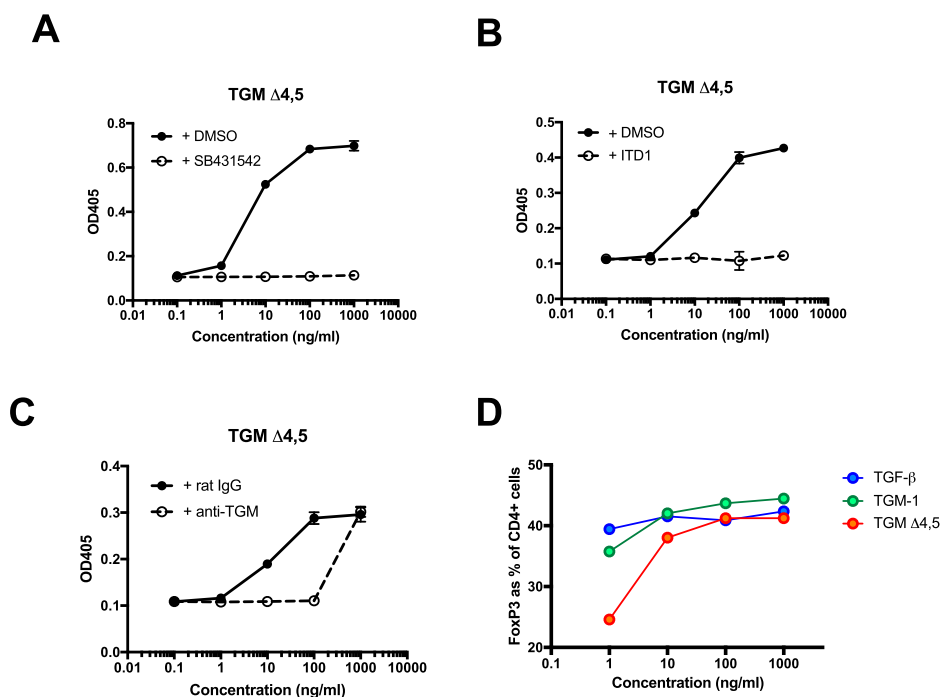 A
TGM Δ4,5
+ DMSO
+ SB431542
OD405
0.8
0.6
0.4
0.2
0.0
0.01 0.1 1 10 100 1000 10000
Concentration (ng/ml)
B
TGM Δ4,5
+ DMSO
+ ITD1
OD405
0.5
0.4
0.3
0.2
0.1
0.0
0.01 0.1 1 10 100 1000 10000
Concentration (ng/ml)
C
TGM Δ4,5
+ rat IgG
+ anti-TGM
OD405
0.4
0.3
0.2
0.1
0.0
0.01 0.1 1 10 100 1000 10000
Concentration (ng/ml)
D
FoxP3 as % of CD4+ cells
50
40
30
20
0.1 1 10 100 1000
Concentration (ng/ml)
TGF-β
TGM-1
TGM Δ4,5